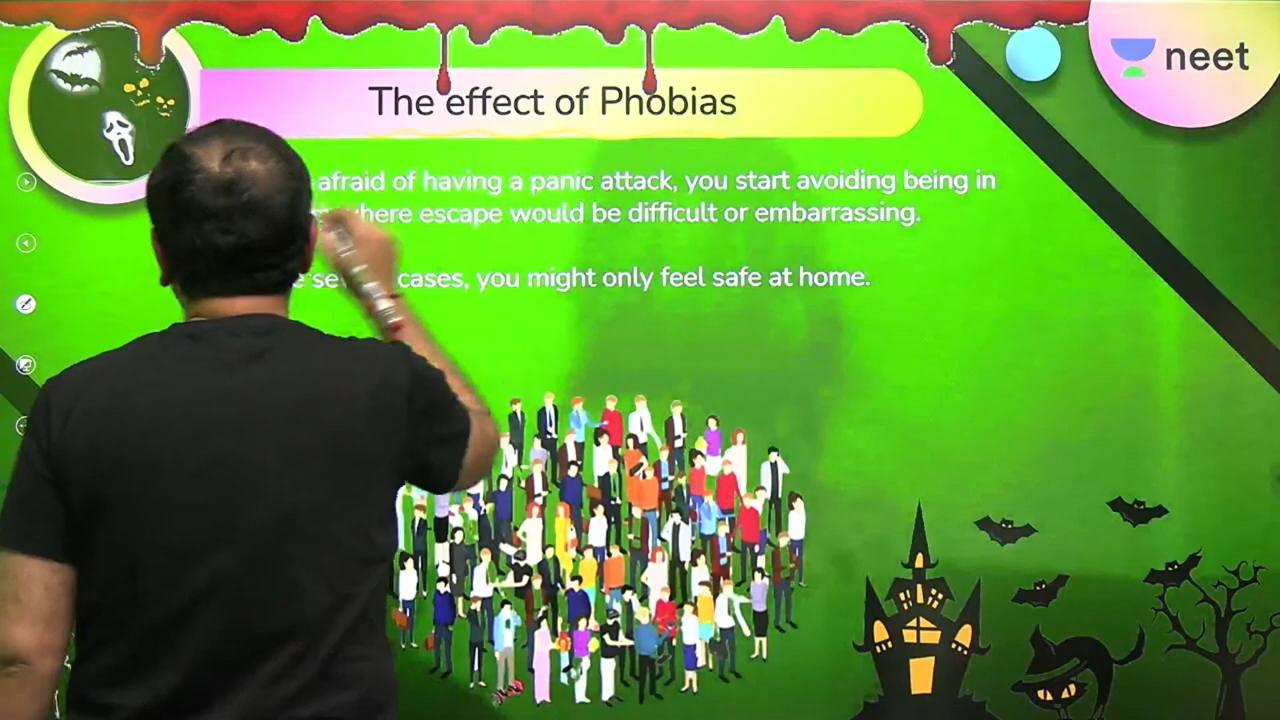 neet
The effect of Phobias
afraid of having a panic attack, you start avoiding being in
where escape would be difficult or embarrassing.
cases, you might only feel safe at home.